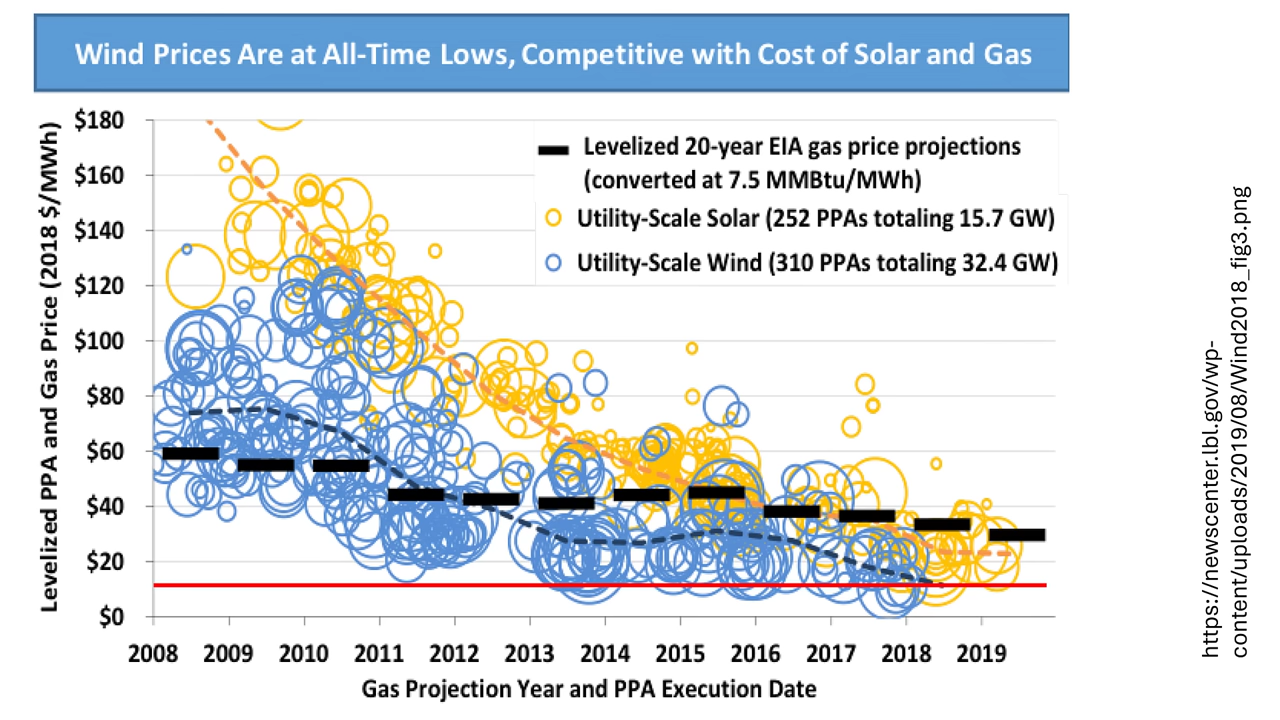 Wind Prices Are at All-Time Lows, Competitive with Cost of Solar and Gas
Levelized PPA and Gas Price (2018 $/MWh)
$180
$160
$140
$120
$100
$80
$60
$40
$20
$0
Levelized 20-year EIA gas price projections
(converted at 7.5 MMBtu/MWh)
Utility-Scale Solar (252 PPAs totaling 15.7 GW)
Utility-Scale Wind (310 PPAs totaling 32.4 GW)
2008 2009 2010 2011 2012 2013 2014 2015 2016 2017 2018 2019
Gas Projection Year and PPA Execution Date
https://newscenter.lbl.gov/wp-
content/uploads/2019/08/Wind2018_fig3.png